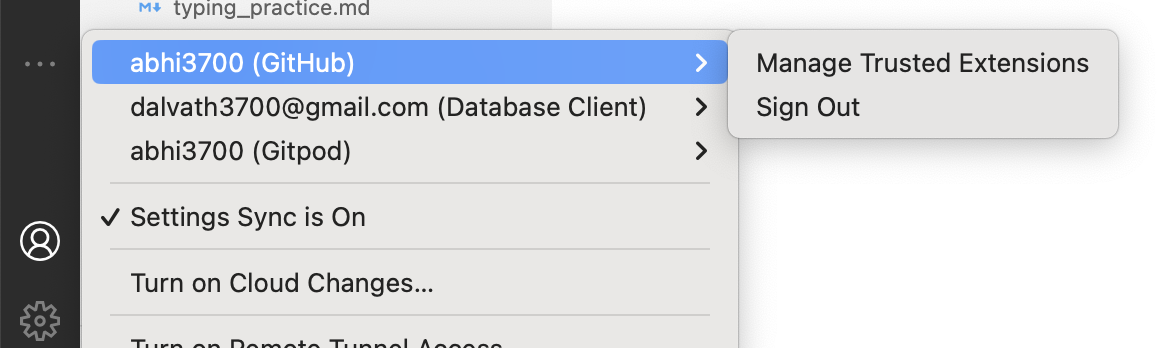 typing_practice.md
abhi3700 (GitHub)
Manage Trusted Extensions
dalvath3700@gmail.com (Database Client)
Sign Out
abhi3700 (Gitpod)
Settings Sync is On
Turn on Cloud Changes...
Turn on Remote Tunnel Access